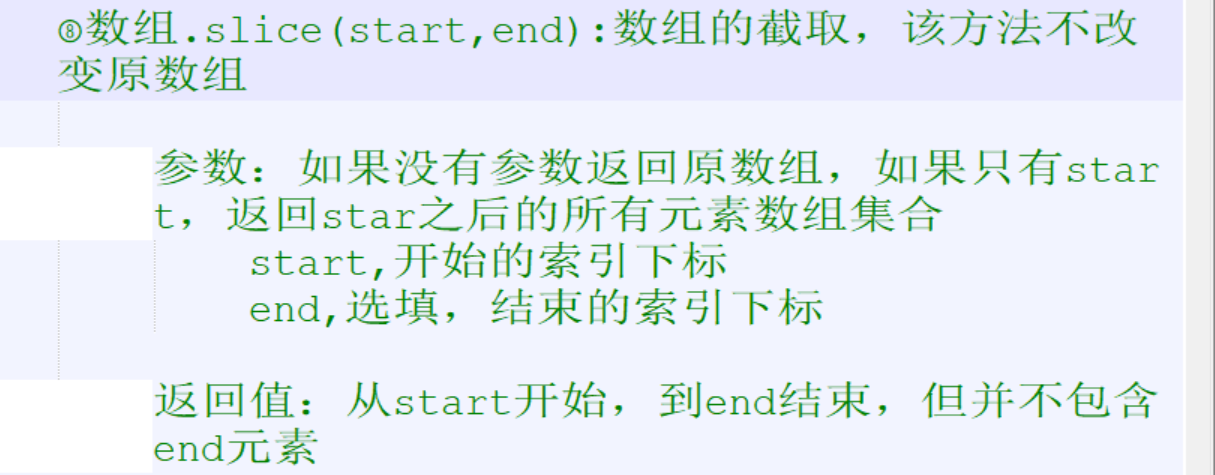 ⑧数组.slice(start,end):数组的截取，该方法不改
变原数组
参数：如果没有参数返回原数组，如果只有star
t，返回star之后的所有元素数组集合
start,开始的索引下标
end,选填，结束的索引下标
返回值：从start开始，到end结束，但并不包含
end元素